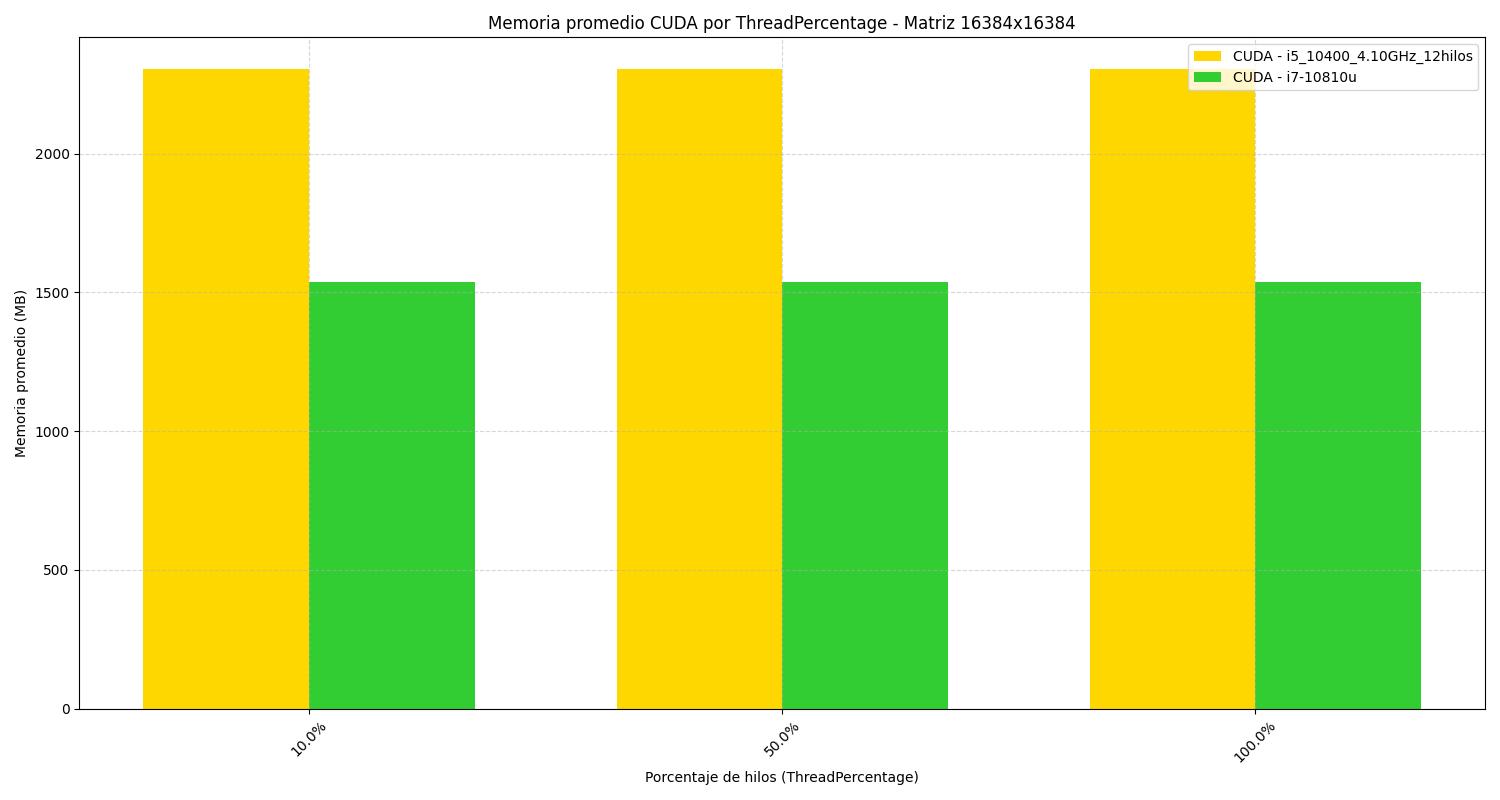 Memoria promedio CUDA por ThreadPercentage - Matriz 16384x16384
CUDA - i5_10400_4.10GHz_12hilos
CUDA - i7-10810u
Memoria promedio (MB)
2000
1500
1000
500
0
10.0%
50.0%
100.0%
Porcentaje de hilos (ThreadPercentage)